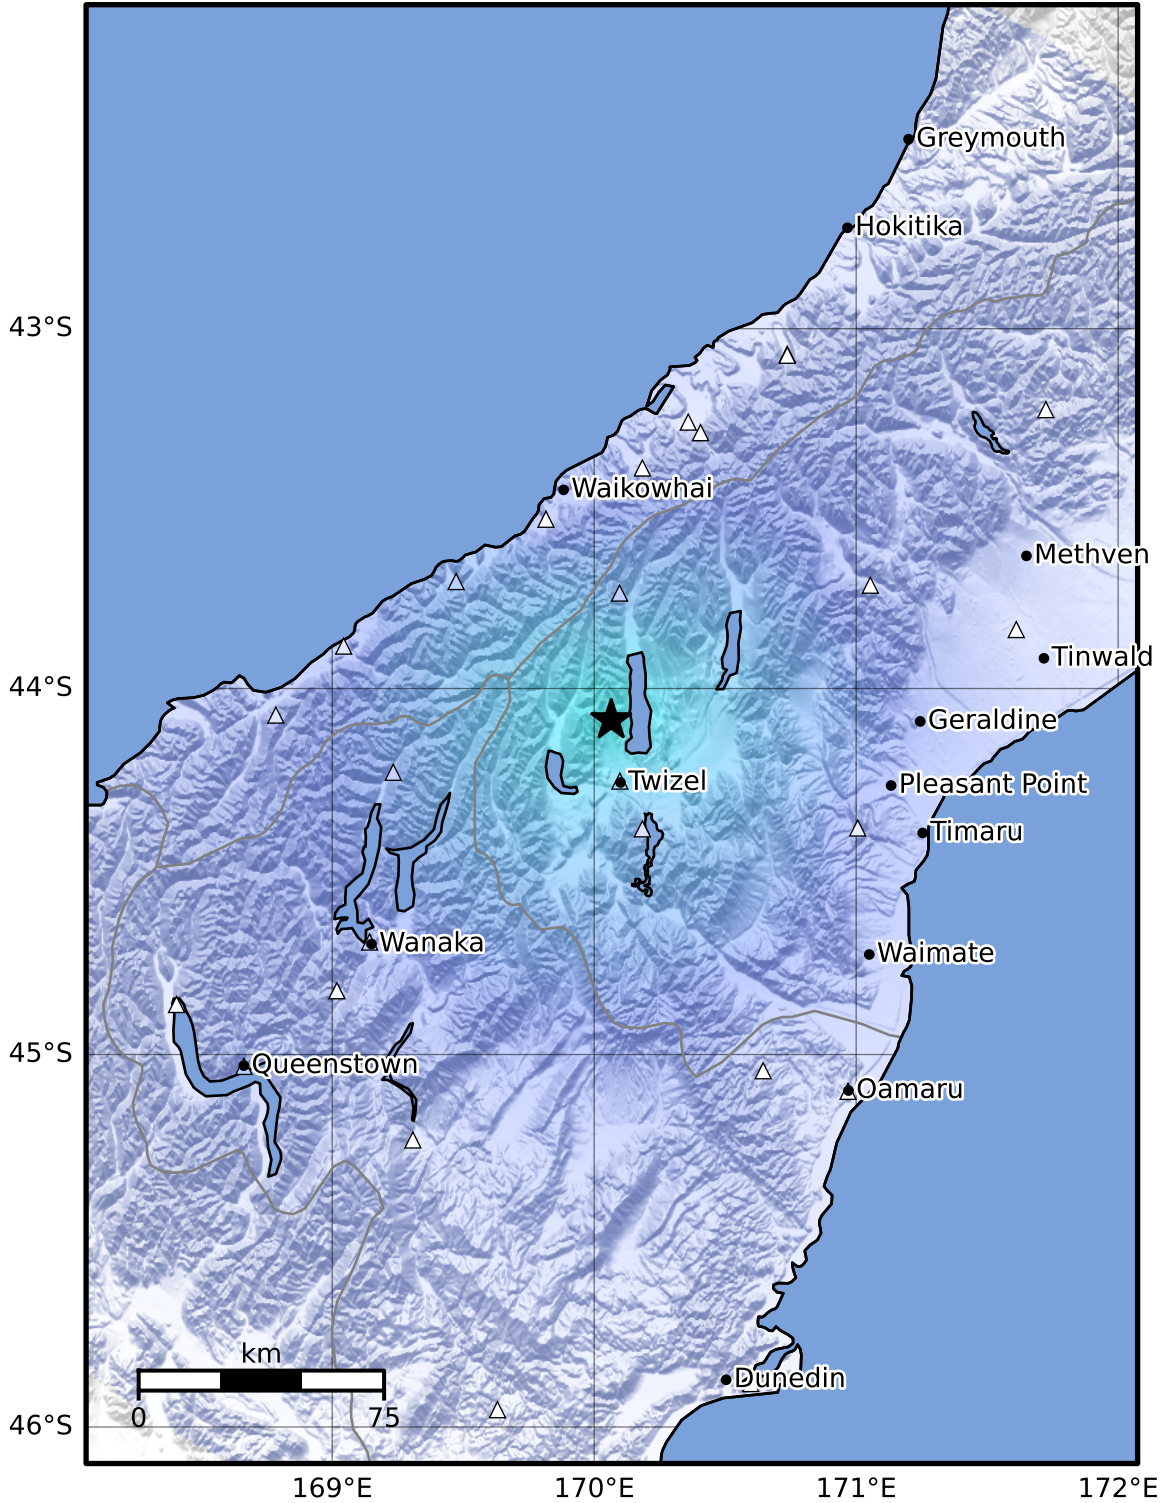 Greymouth
Hokitika
43°S
Waikowhai
Methven
Tinwald
44°S
Geraldine
Twizel
Pleasant Point
Timaru
Wanaka
Waimate
45°S
Queenstown
Oamaru
km
Dunedin
0 75
46°S
169°E 170°E 171°E 172°E